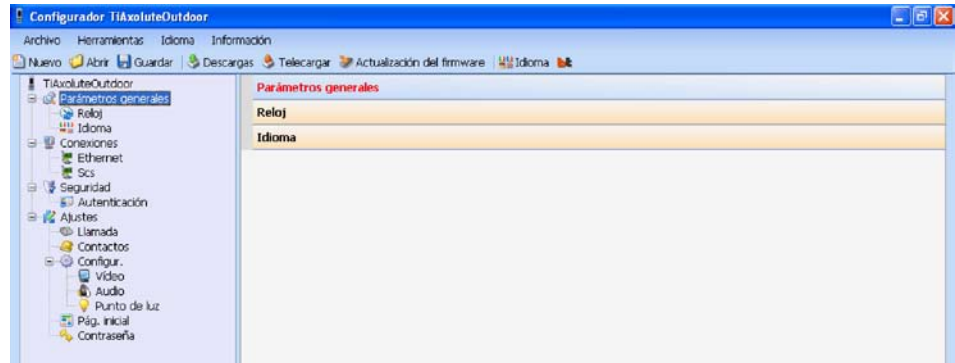 Configurador TiAxoluteOutdoor
Archivo Herramientas Idioma Información
Nuevo Abrir Guardar Descargas Telecargar Actualización del firmware Idioma
TiAxoluteOutdoor
Parámetros generales
Reloj
Idioma
Conexiones
Ethernet
Scs
Seguridad
Autenticación
Ajustes
Llamada
Contactos
Configur.
Vídeo
Audio
Punto de luz
Pág. inicial
Contraseña
Parámetros generales
Reloj
Idioma